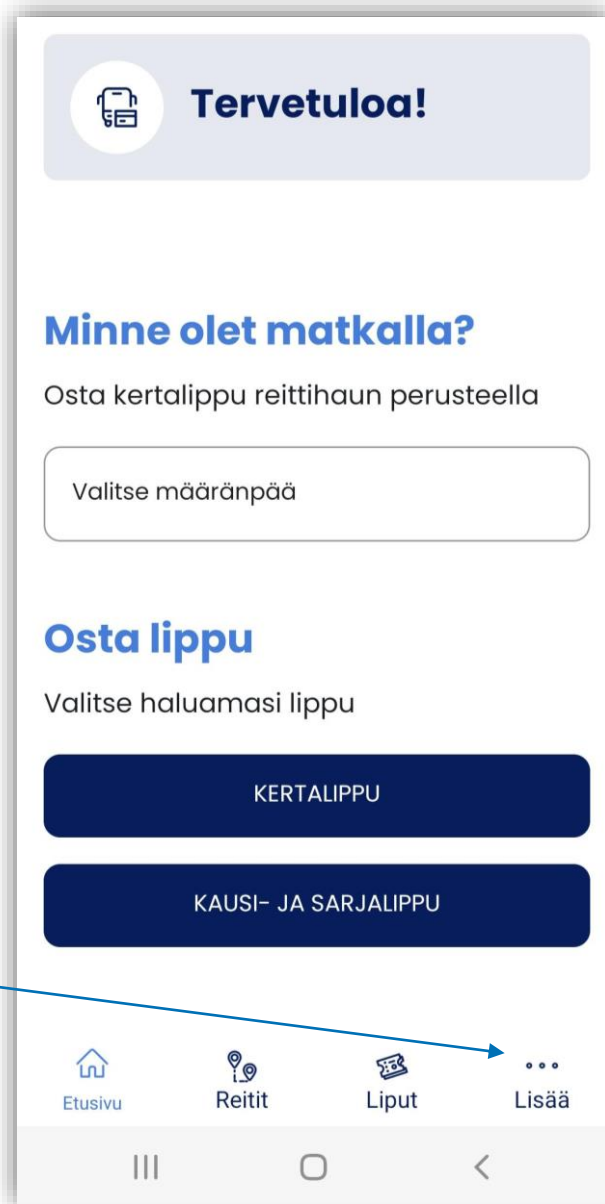 Tervetuloa!
Minne olet matkalla?
Osta kertalippu reittihaun perusteella
Valitse määränpää
Osta lippu
Valitse haluamasi lippu
KERTALIPPU
KAUSI- JA SARJALIPPU
Etusivu Reitit Liput Lisää